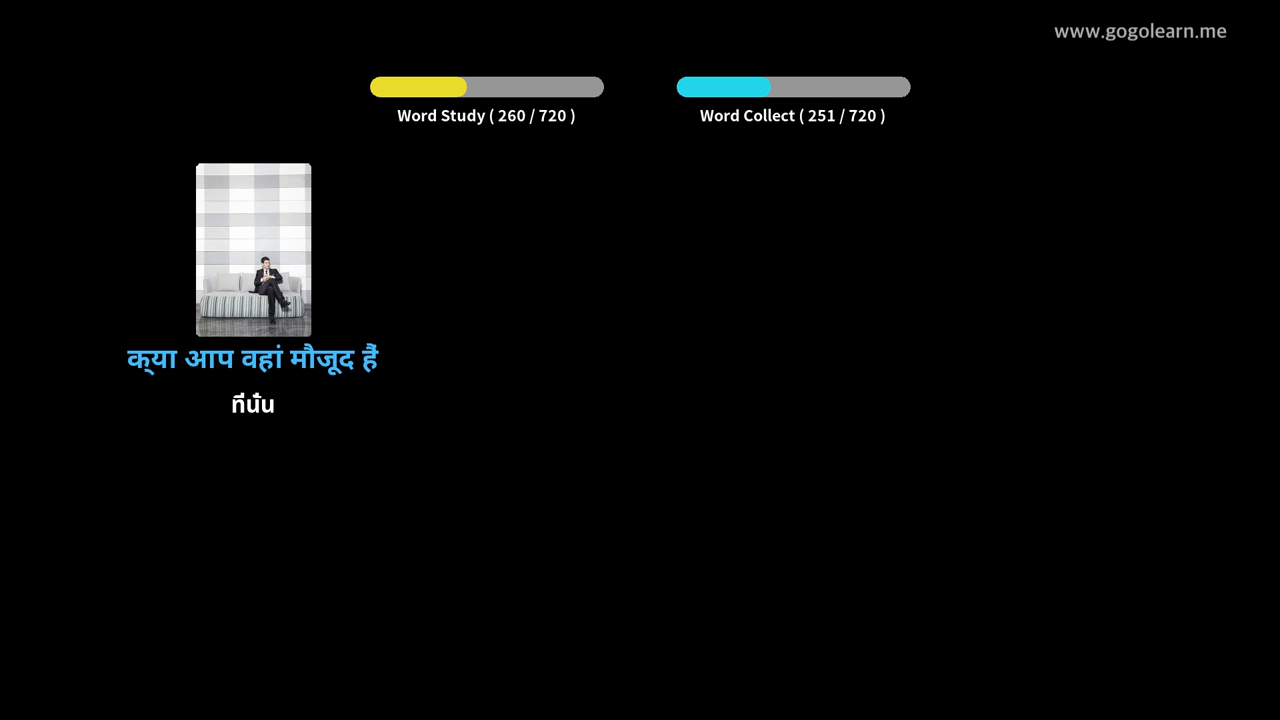 www.gogolearn.me
Word Study ( 260 / 720 )
Word Collect ( 251 / 720 )
क्या आप वहां मौजूद हैं
ที่นั่น